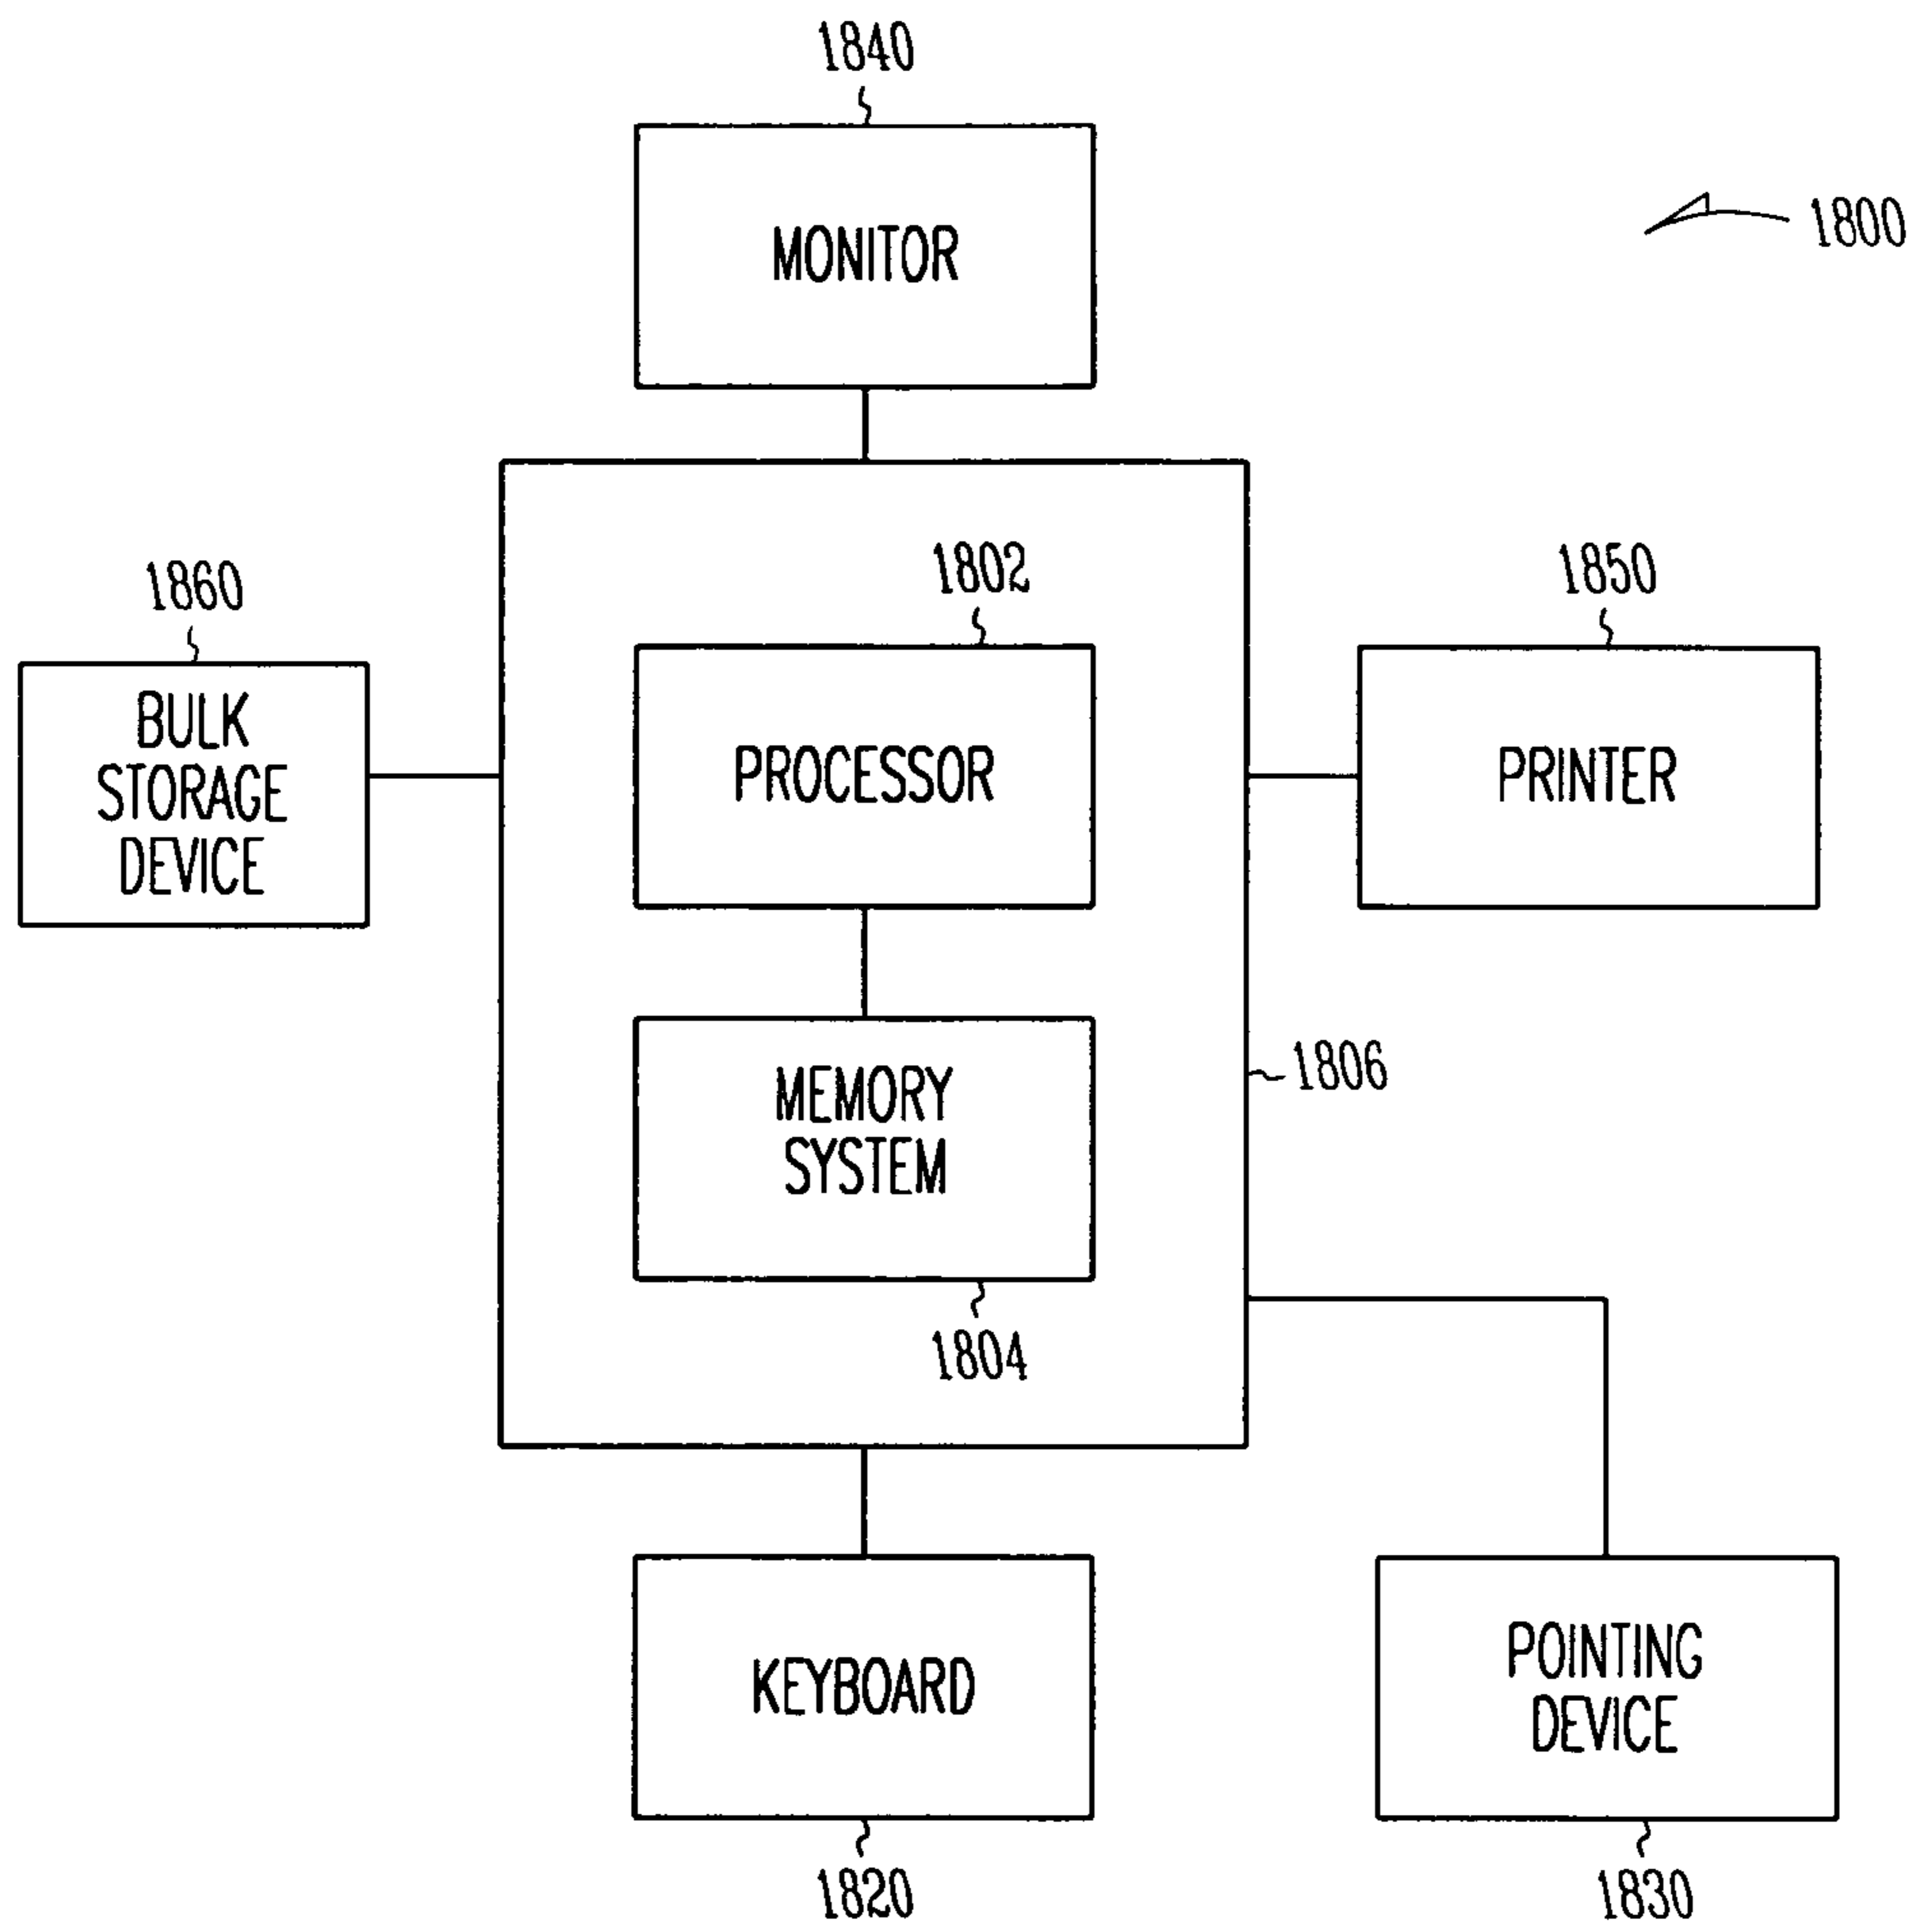 1840
MONITOR
1800
1860
BULK
STORAGE
DEVICE
1802
PROCESSOR
1850
PRINTER
MEMORY
SYSTEM
1806
1804
KEYBOARD
1820
POINTING
DEVICE
1830